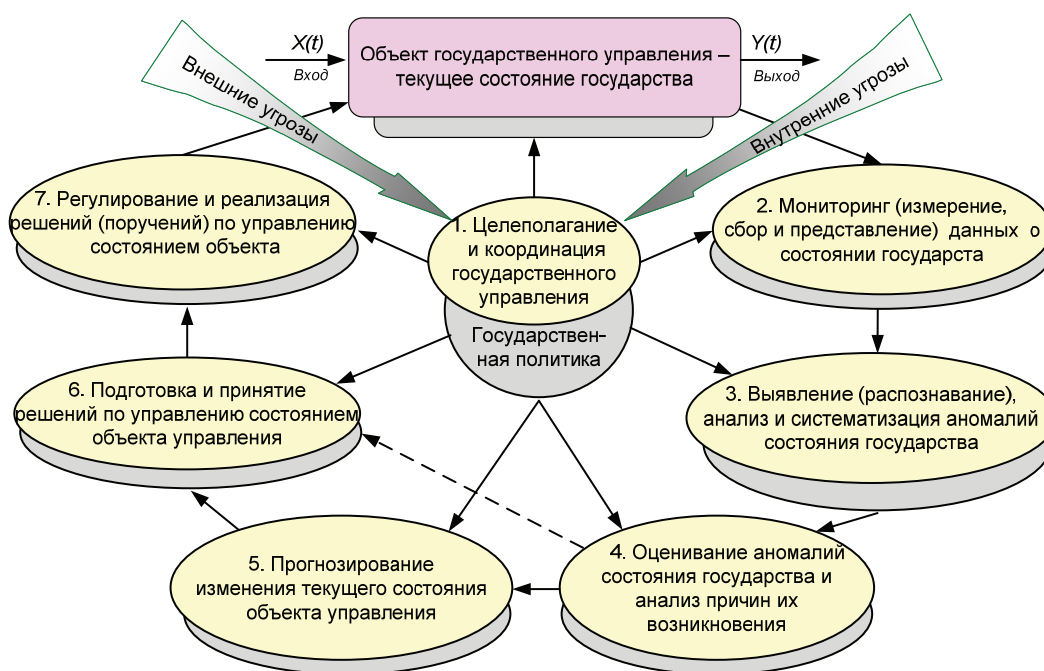 X(t)
Вход
Объект государственного управления –
текущее состояние государства
Y(t)
Выход
Внешние угрозы
Внутренние угрозы
1. Целеполагание
и координация
государственного
управления
Государствен-
ная политика
2. Мониторинг (измерение,
сбор и представление) данных о
состоянии государста
3. Выявление (распознавание),
анализ и систематизация аномалий
состояния государства
4. Оценивание аномалий
состояния государства и
анализ причин их
возникновения
5. Прогнозирование
изменения текущего состояния
объекта управления
6. Подготовка и принятие
решений по управлению состоянием
объекта управления
7. Регулирование и реализация
решений (поручений) по управлению
состоянием объекта